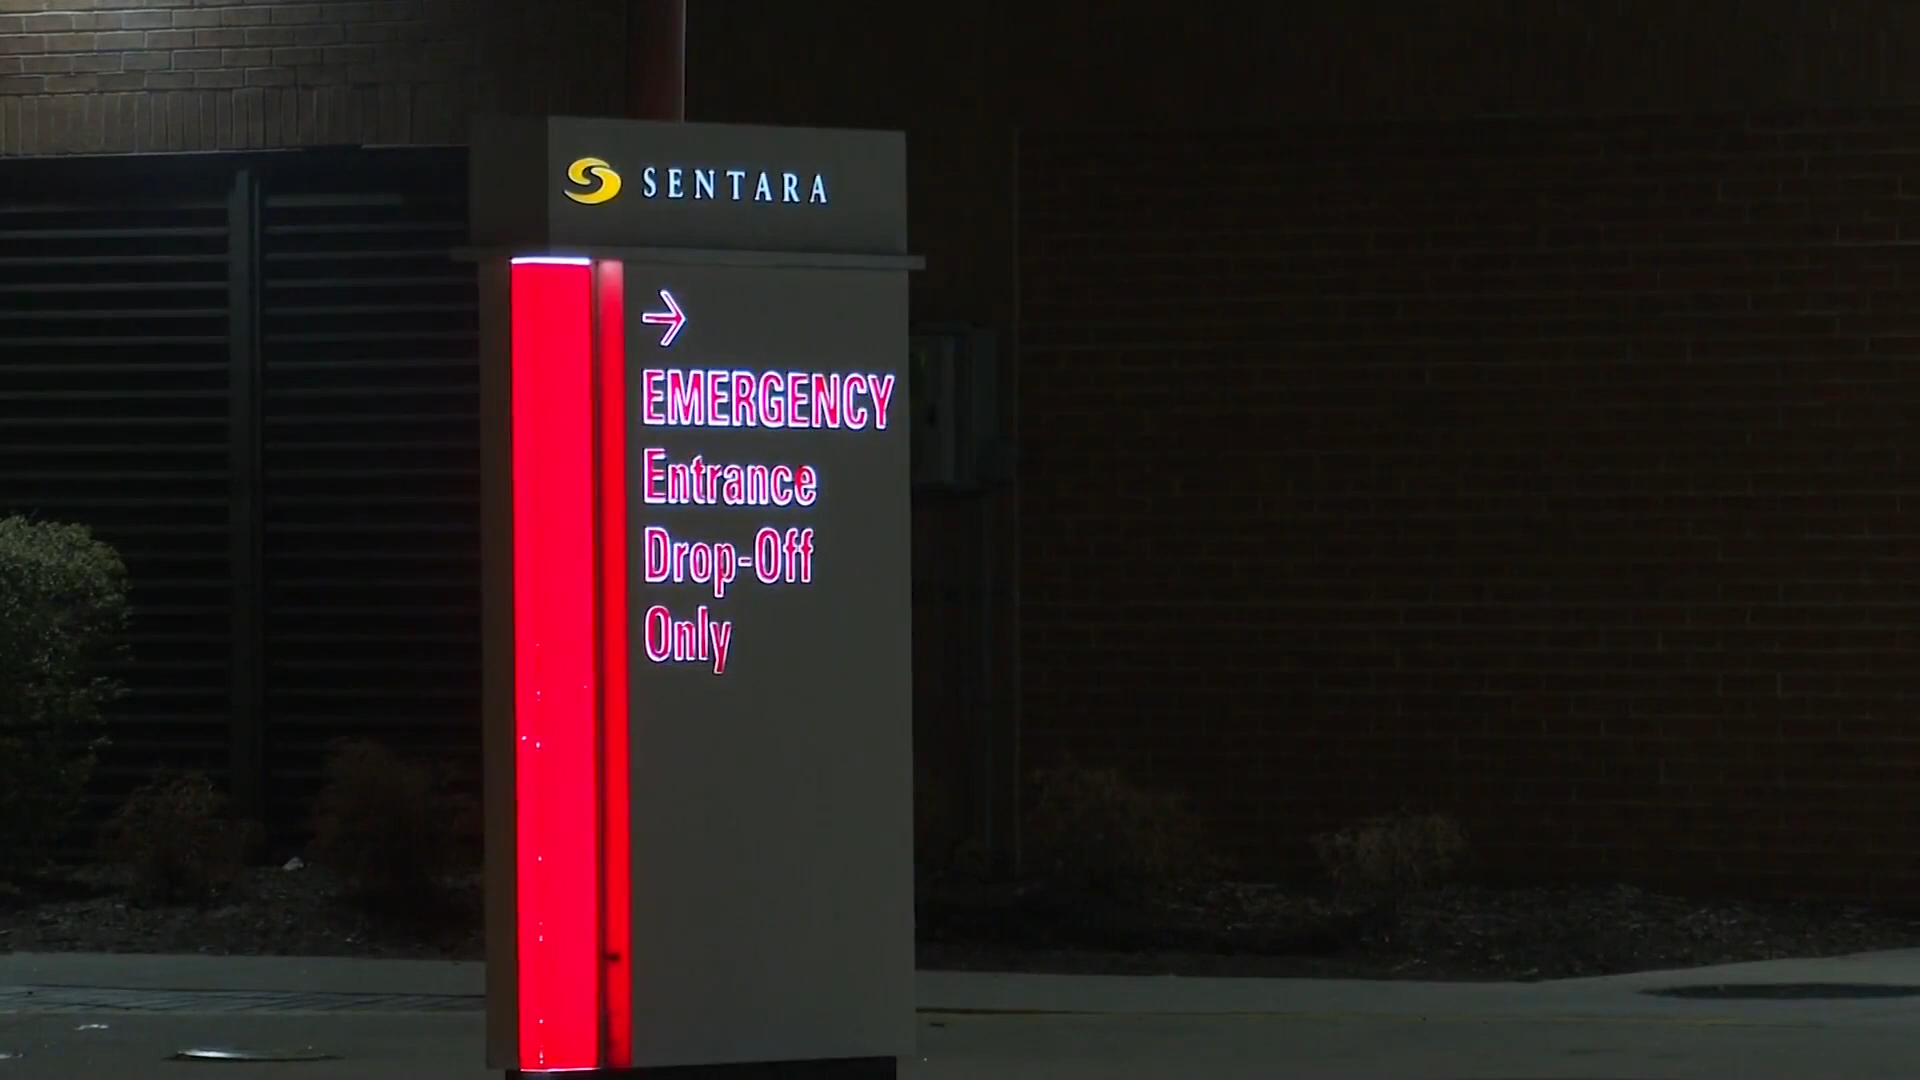 SENTARA
→
EMERGENCY
Entrance
Drop-Off
Only